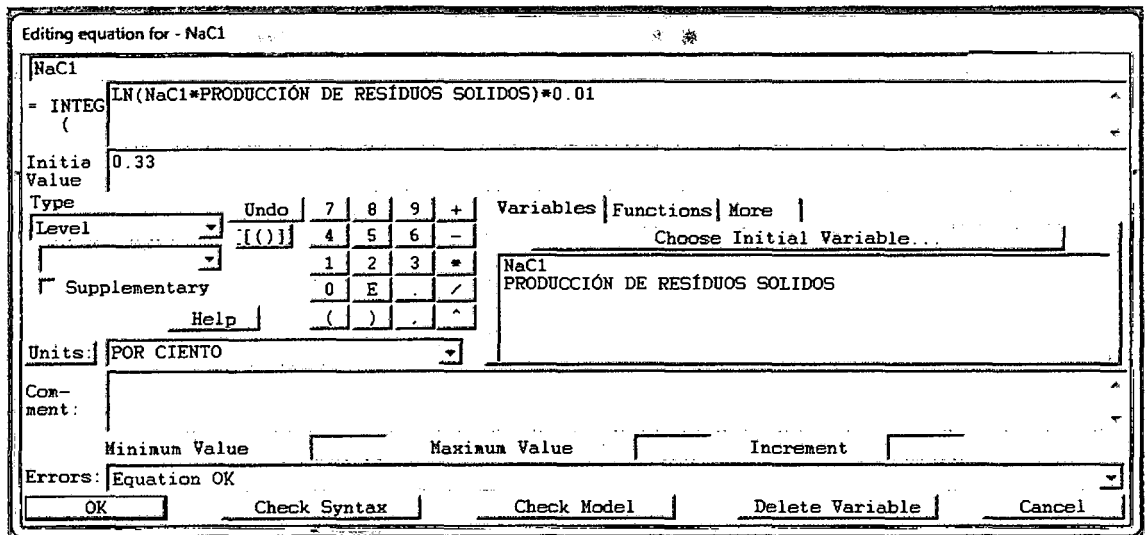 Editing equation for - NaCl
NaCl
= INTEG (
LN(NaCl*PRODUCCIÓN DE RESÍDUOS SOLIDOS)*0.01
Initia Value
0.33
Type
Undo 7 8 9 + Variables Functions More
Level [()] 4 5 6 - Choose Initial Variable...
1 2 3 * NaCl
Supplementary 0 E . / PRODUCCIÓN DE RESÍDUOS SOLIDOS
Help ( ) , ^
Units: POR CIENTO
Com-
ment:
Minimum Value Maximum Value Increment
Errors: Equation OK
OK Check Syntax Check Model Delete Variable Cancel